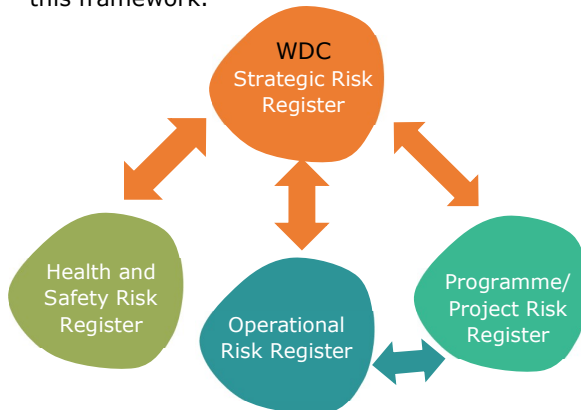 this framework.
WDC
Strategic Risk
Register
Health and
Safety Risk
Register
Operational
Risk Register
Programme/
Project Risk
Register